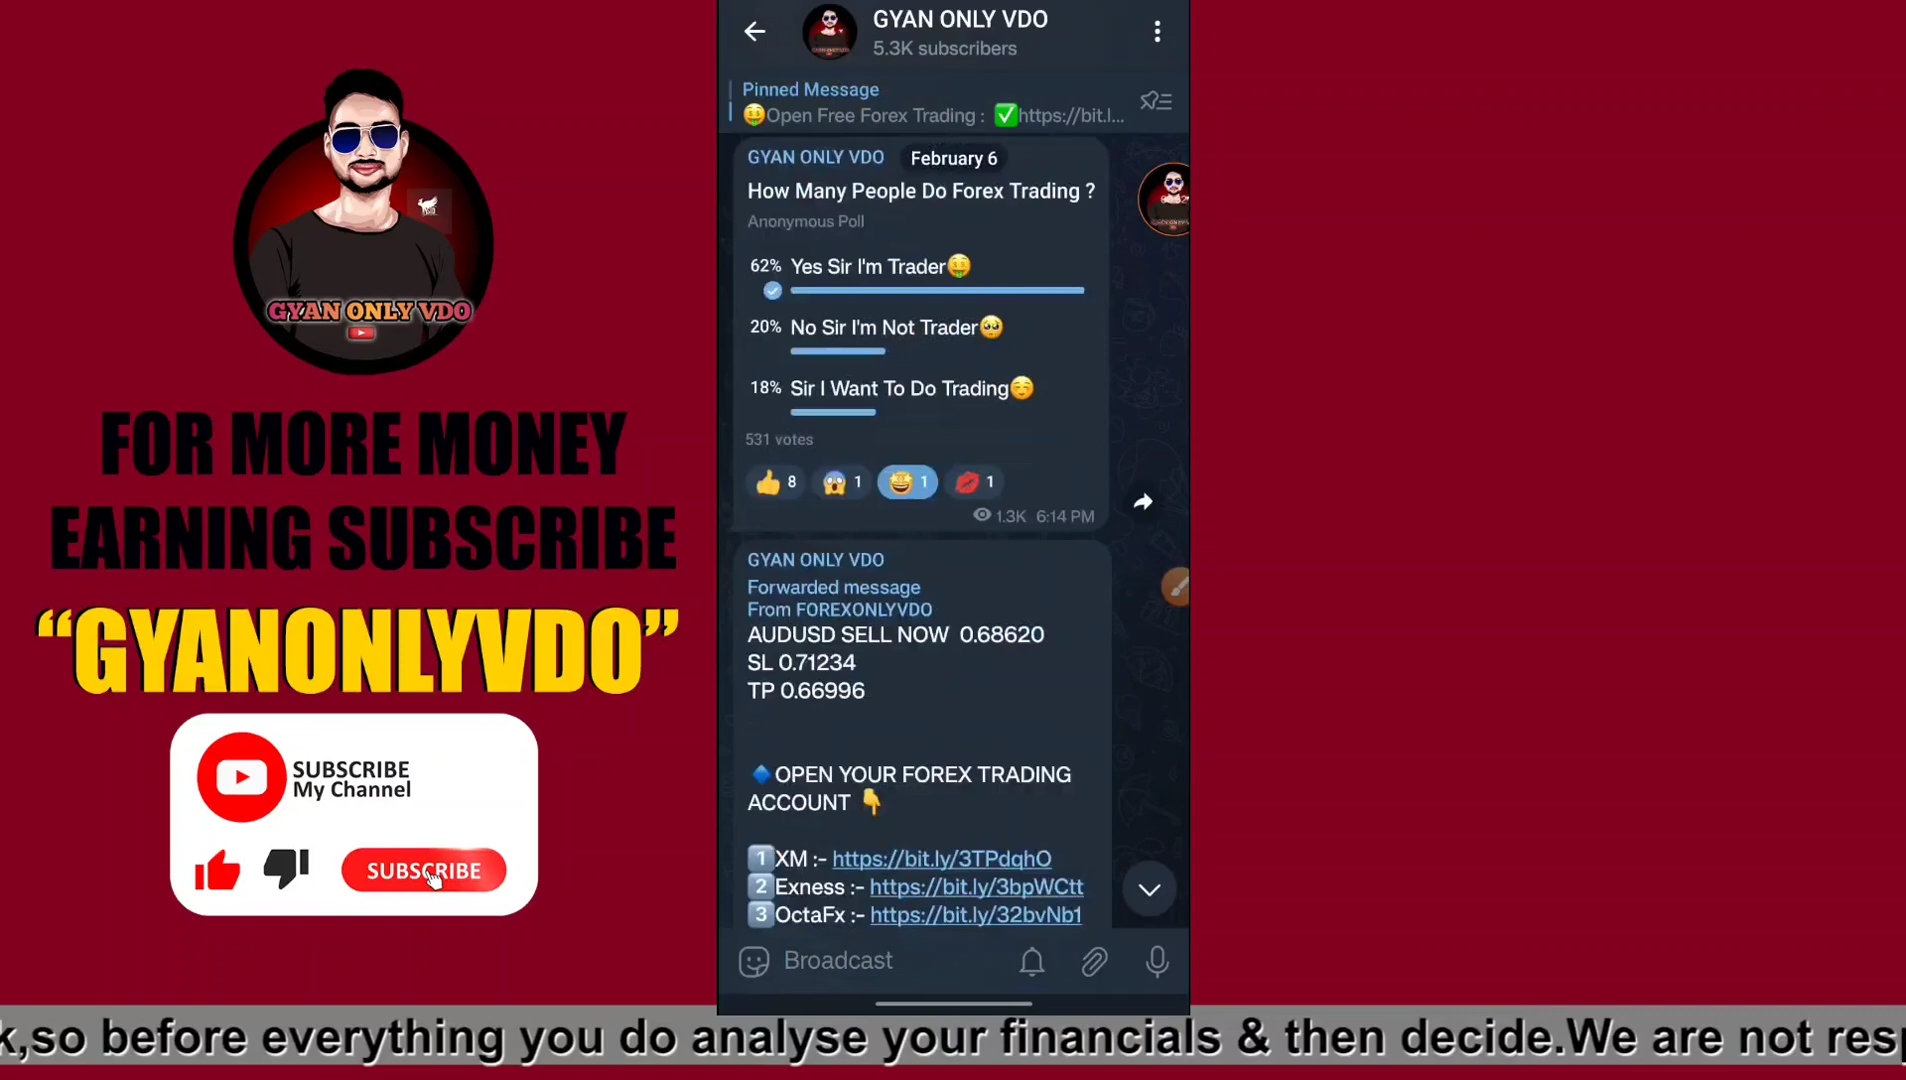 GYAN ONLY VDO
FOR MORE MONEY
EARNING SUBSCRIBE
“GYANONLYVDO”
SUBSCRIBE
My Channel
SUBSCRIBE
GYAN ONLY VDO
5.3K subscribers
Pinned Message
🤑Open Free Forex Trading : ✅https://bit.l...
GYAN ONLY VDO
February 6
How Many People Do Forex Trading ?
Anonymous Poll
62% Yes Sir I'm Trader🤑
20% No Sir I'm Not Trader🥺
18% Sir I Want To Do Trading☺️
531 votes
👍 8 😱 1 🤩 1 💋 1
1.3K 6:14 PM
GYAN ONLY VDO
Forwarded message
From FOREXONLYVDO
AUDUSD SELL NOW 0.68620
SL 0.71234
TP 0.66996
🔷OPEN YOUR FOREX TRADING
ACCOUNT 👇
1️⃣XM :- https://bit.ly/3TPdqhO
2️⃣Exness :- https://bit.ly/3bpWCtt
3️⃣OctaFx :- https://bit.ly/32bvNb1
Broadcast
k,so before everything you do analyse your financials & then decide.We are not resp